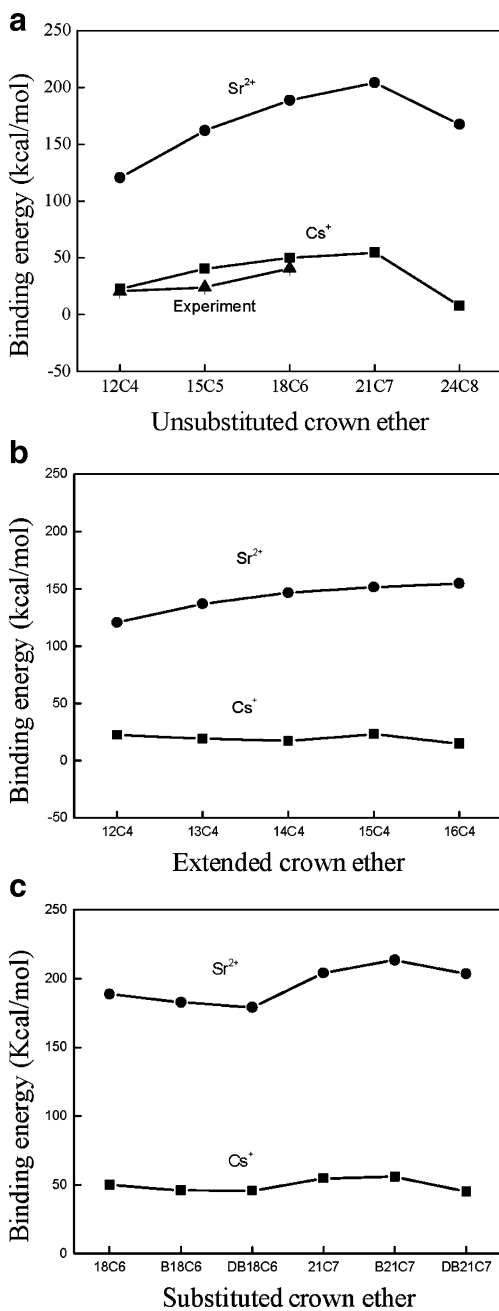 a
Binding energy (kcal/mol)
250
200
150
100
50
0
-50
Sr²⁺
Cs⁺
Experiment
12C4 15C5 18C6 21C7 24C8
Unsubstituted crown ether
b
Binding energy (kcal/mol)
250
200
150
100
50
0
-50
Sr²⁺
Cs⁺
12C4 13C4 14C4 15C4 16C4
Extended crown ether
c
Binding energy (Kcal/mol)
250
200
150
100
50
0
Sr²⁺
Cs⁺
18C6 B18C6 DB18C6 21C7 B21C7 DB21C7
Substituted crown ether